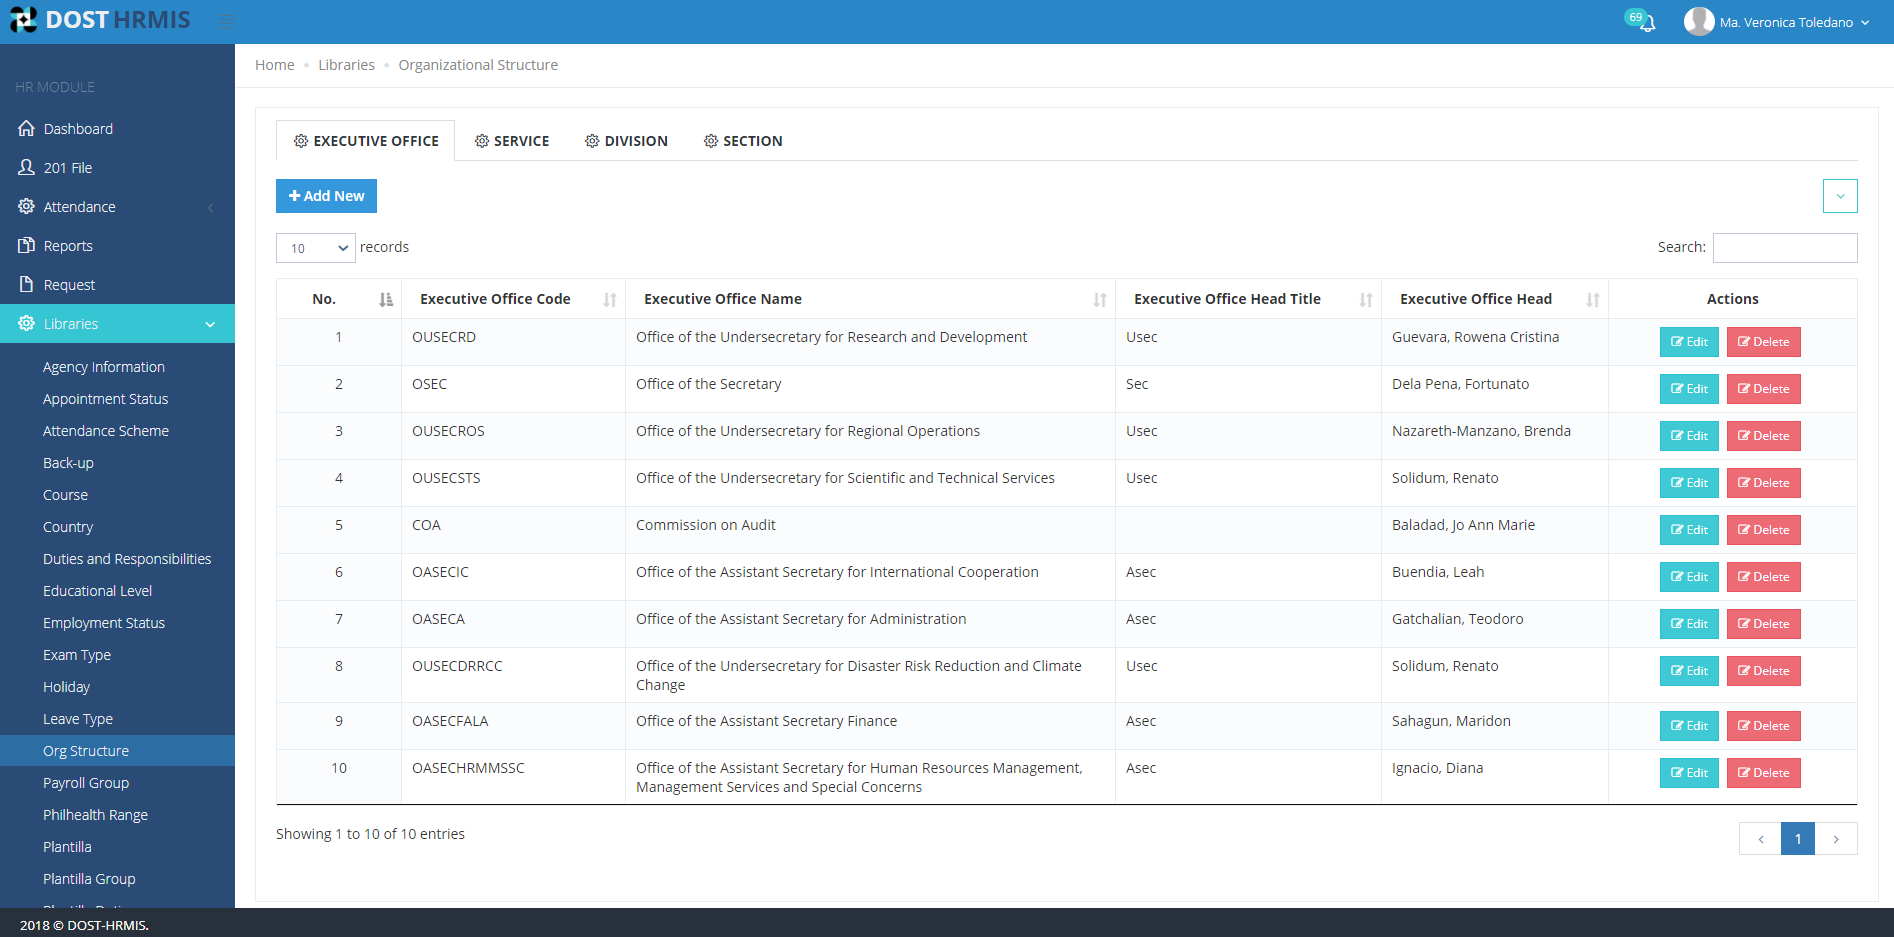 DOST HRMIS
69
Ma. Veronica Toledano
HR MODULE
Dashboard
201 File
Attendance
Reports
Request
Libraries
Agency Information
Appointment Status
Attendance Scheme
Back-up
Course
Country
Duties and Responsibilities
Educational Level
Employment Status
Exam Type
Holiday
Leave Type
Org Structure
Payroll Group
Philhealth Range
Plantilla
Plantilla Group
Home • Libraries • Organizational Structure
EXECUTIVE OFFICE SERVICE DIVISION SECTION
Add New
10 records
Search:
No. Executive Office Code Executive Office Name Executive Office Head Title Executive Office Head Actions
1 OUSECRD Office of the Undersecretary for Research and Development Usec Guevara, Rowena Cristina Edit Delete
2 OSEC Office of the Secretary Sec Dela Pena, Fortunato Edit Delete
3 OUSECROS Office of the Undersecretary for Regional Operations Usec Nazareth-Manzano, Brenda Edit Delete
4 OUSECSTS Office of the Undersecretary for Scientific and Technical Services Usec Solidum, Renato Edit Delete
5 COA Commission on Audit Baladad, Jo Ann Marie Edit Delete
6 OASECIC Office of the Assistant Secretary for International Cooperation Asec Buendia, Leah Edit Delete
7 OASECA Office of the Assistant Secretary for Administration Asec Gatchalian, Teodoro Edit Delete
8 OUSECDRRCC Office of the Undersecretary for Disaster Risk Reduction and Climate Usec Solidum, Renato Edit Delete
Change
9 OASECFALA Office of the Assistant Secretary Finance Asec Sahagun, Maridon Edit Delete
10 OASECHRMMSSC Office of the Assistant Secretary for Human Resources Management, Asec Ignacio, Diana Edit Delete
Management Services and Special Concerns
Showing 1 to 10 of 10 entries
1
2018 © DOST-HRMIS.